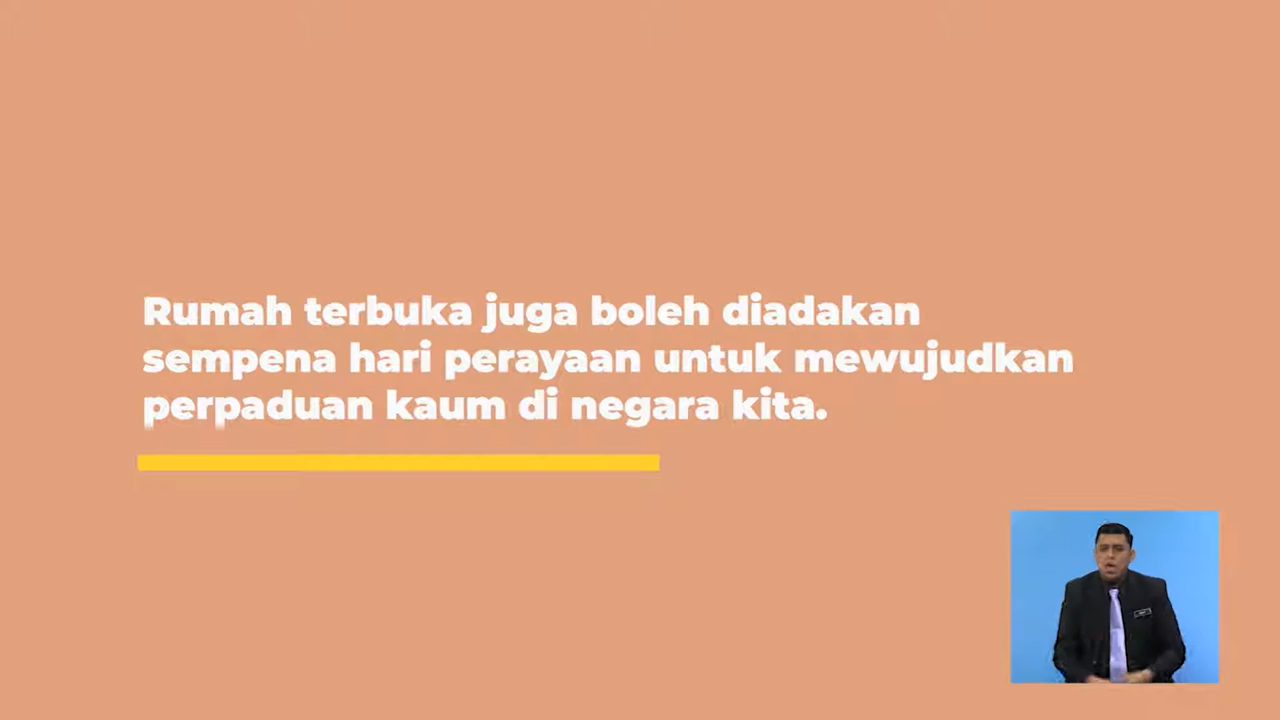 Rumah terbuka juga boleh diadakan
sempena hari perayaan untuk mewujudkan
perpaduan kaum di negara kita.